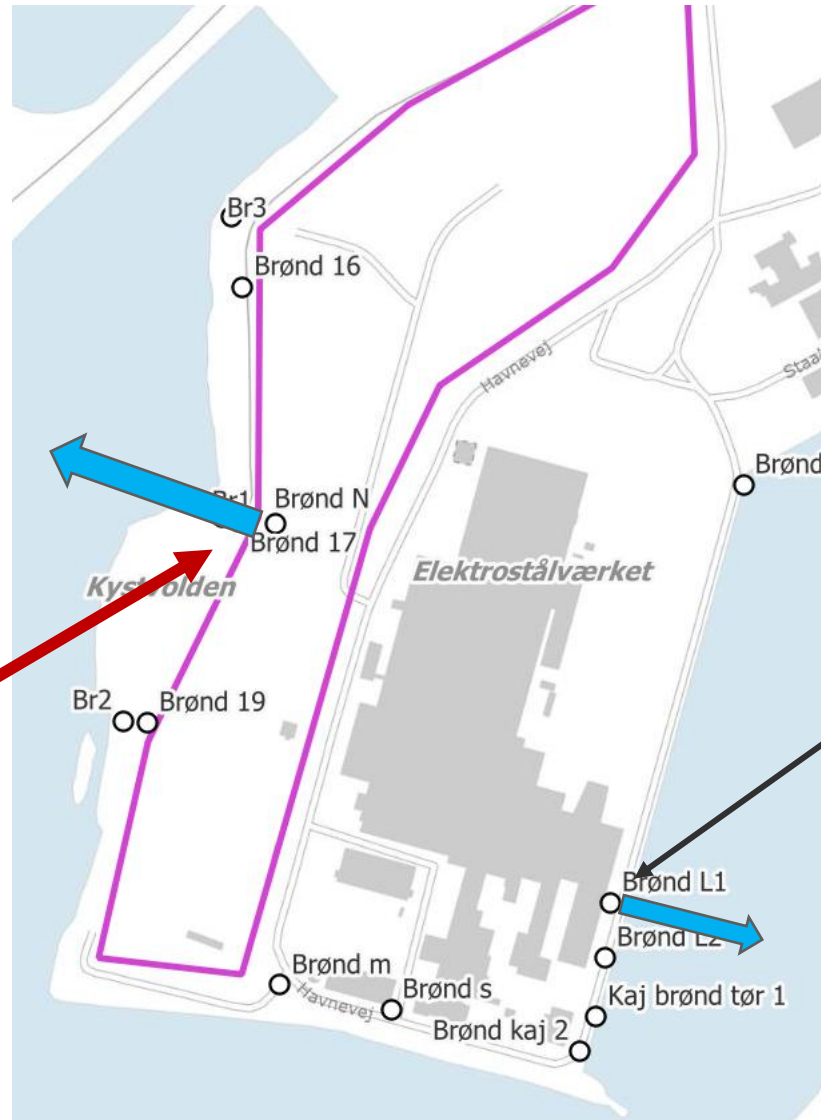 Br3
Brønd 16
Havnevej
Staal
Brønd
Br1
Brønd N
Brønd 17
Elektrostålværket
Kystvolden
Br2
Brønd 19
Brønd L1
Brønd L2
Brønd m
Havnevej
Brønd s
Kaj brønd tør 1
Brønd kaj 2